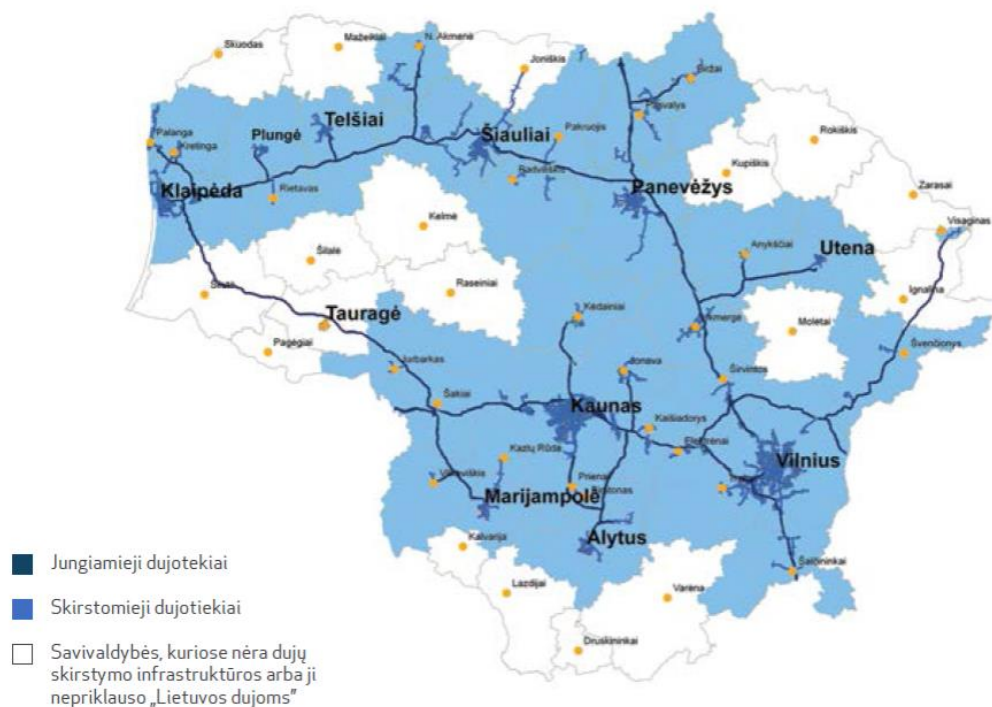 Skuodas
Mažeikiai
N. Akmenė
Joniškis
Biržai
Pasvalys
Telšiai
Šiauliai
Pakruojis
Rokiškis
Palanga
Kretinga
Plungė
Kupiškis
Radviliškis
Klaipėda
Rietavas
Panevėžys
Zarasai
Visaginas
Kelmė
Anykščiai
Utena
Šilalė
Raseiniai
Ignalina
Tauragė
Kėdainiai
Molėtai
Pagėgiai
Švenčionys
Jurbarkas
Jonava
Širvintos
Šakiai
Kaunas
Kaišiadorys
Elektrėnai
Vilnius
Kazlų Rūda
Prienai
Marijampolė
Alytus
Kalvarija
Šalčininkai
Lazdijai
Varėna
Druskininkai
Jungiamieji dujotekiai
Skirstomieji dujotiekiai
Savivaldybės, kuriose nėra dujų
skirstymo infrastruktūros arba ji
nepriklauso „Lietuvos dujoms”